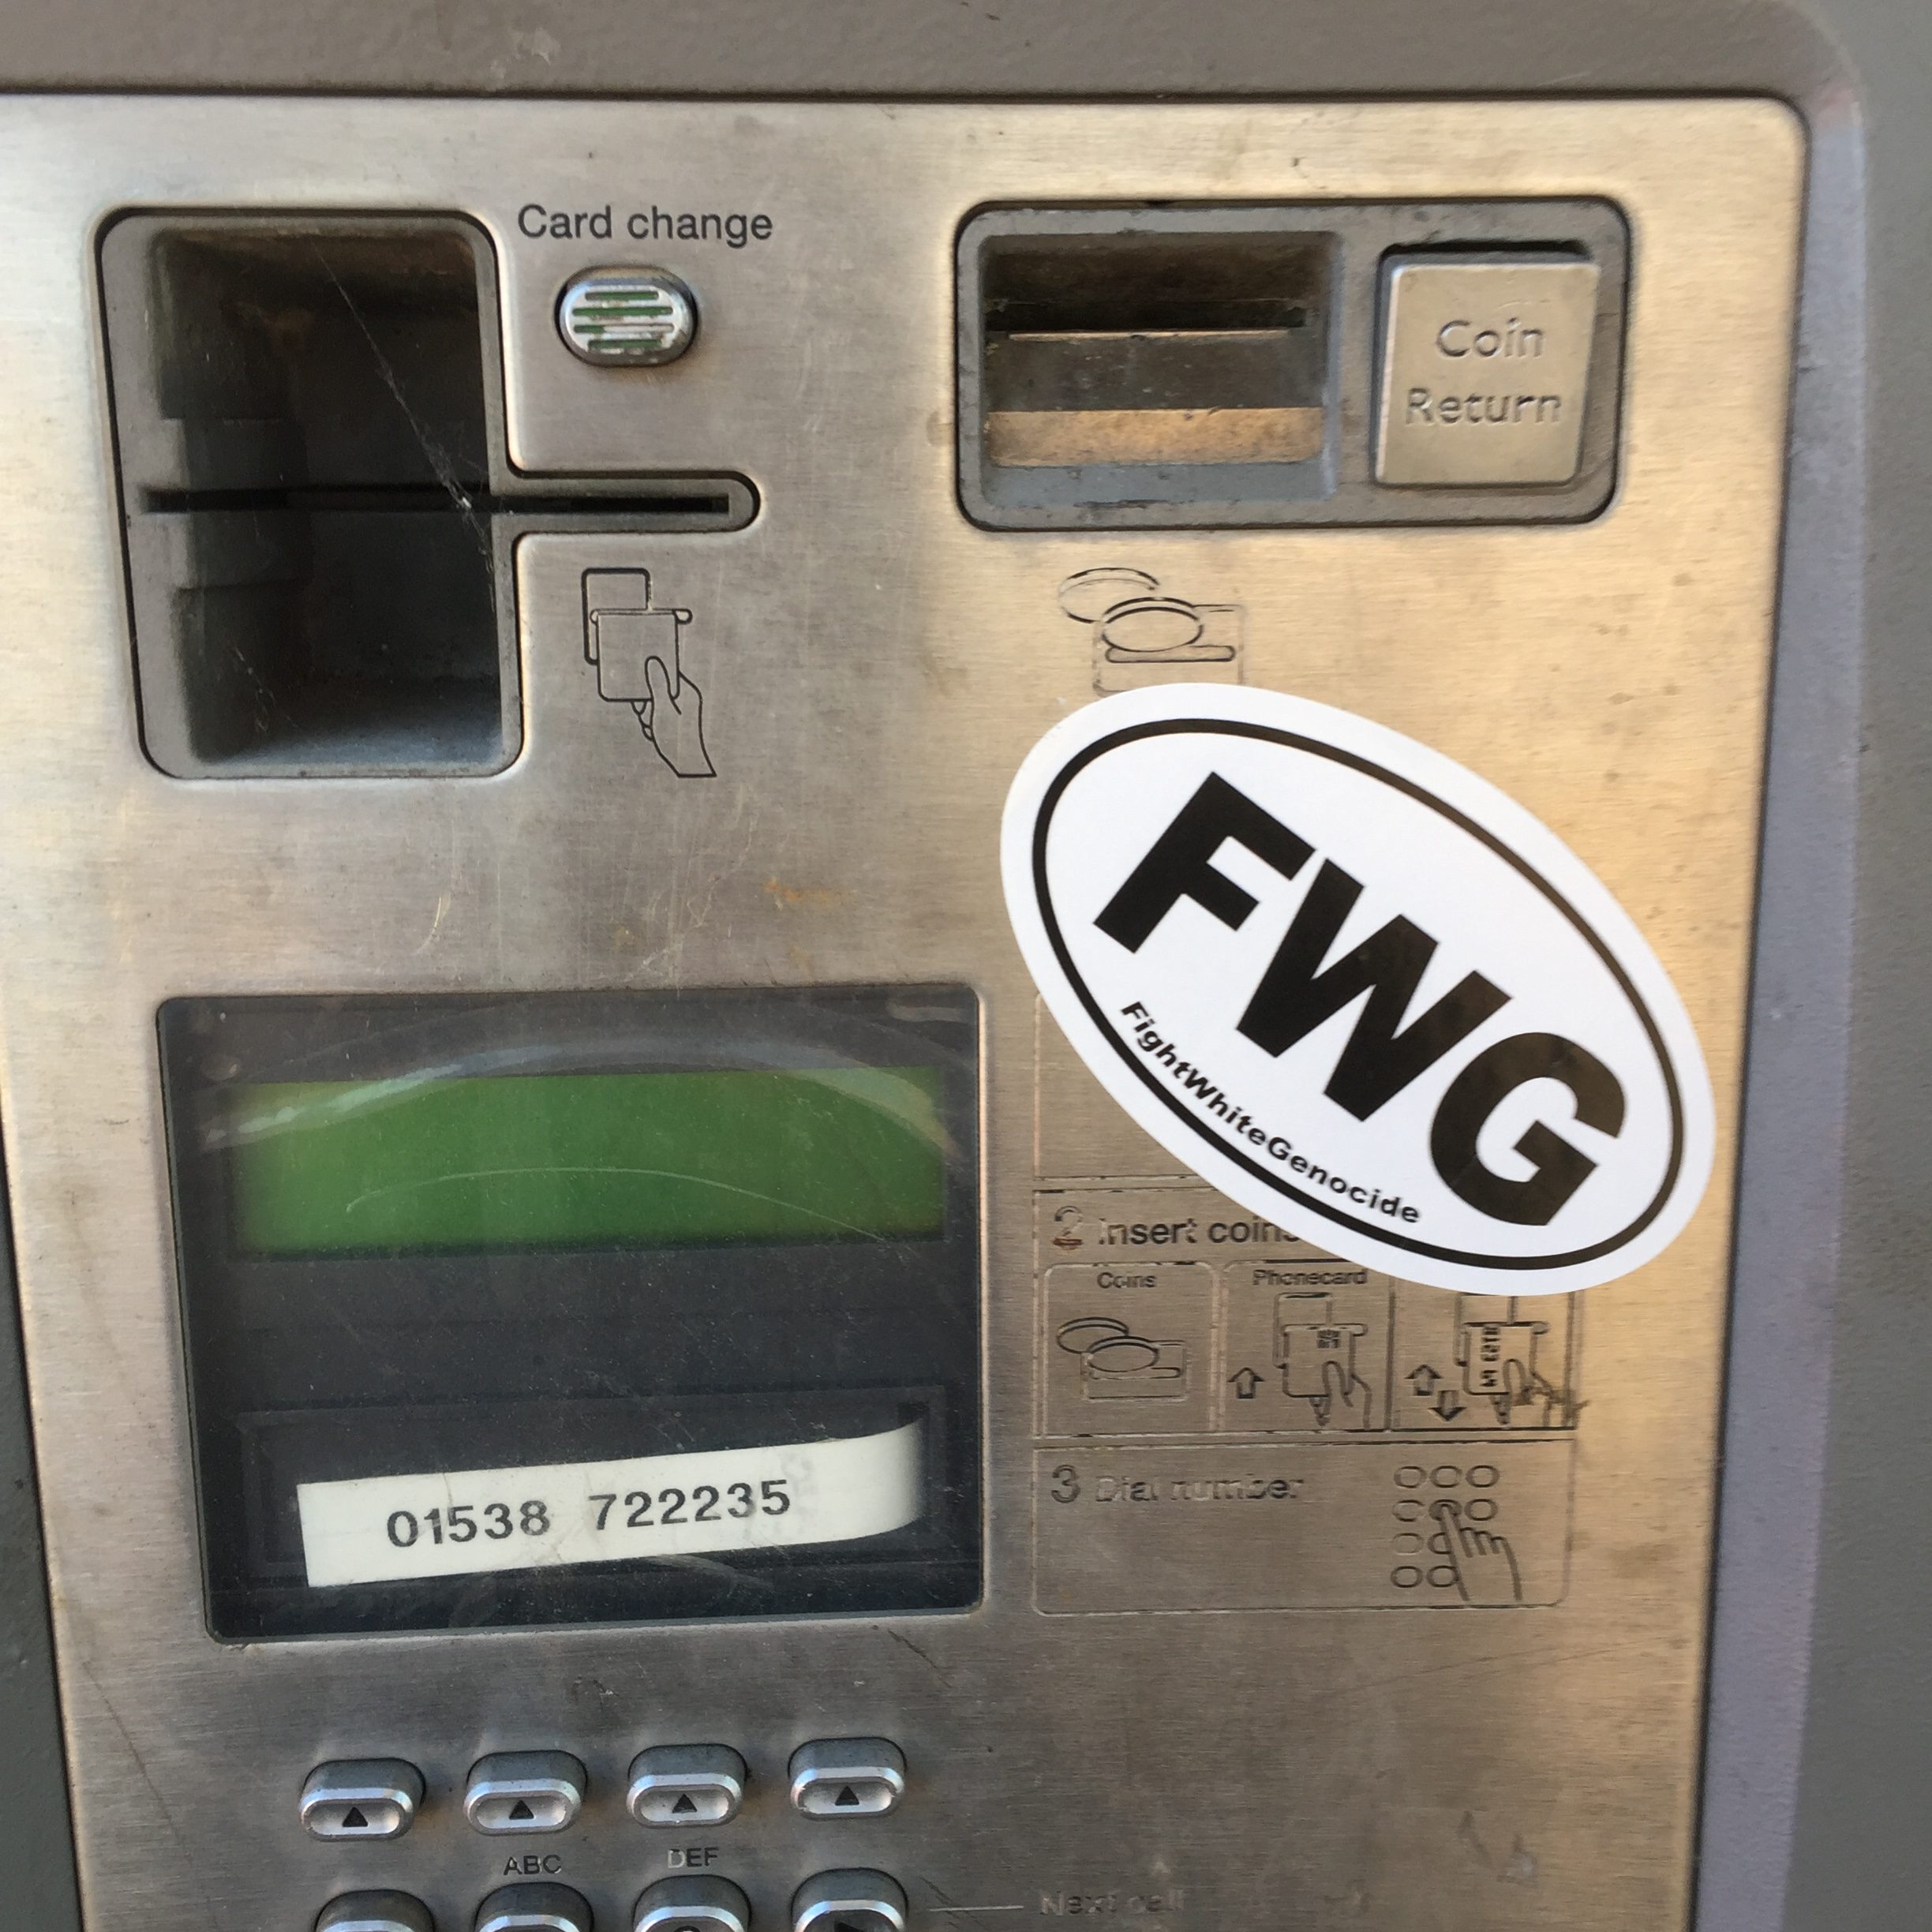 Card change
Coin
Return
FWG
FightWhiteGenocide
2 Insert coins
Coins
Phonecard
3 Dial number
01538 722235
ABC
DEF
Next call